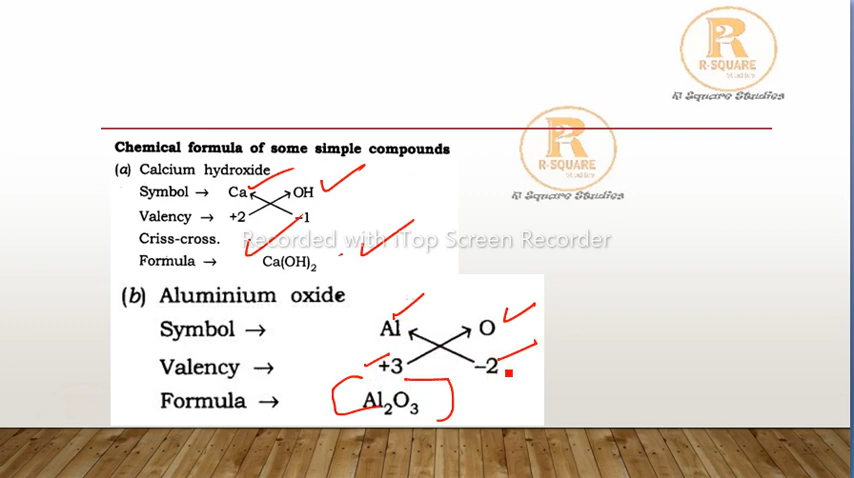 R
R-SQUARE
R Square Studies
R
R-SQUARE
R Square Studies
Chemical formula of some simple compounds
(a) Calcium hydroxide
Symbol → Ca OH
Valency → +2 –1
Recorded with iTop Screen Recorder
Criss-cross.
Formula → Ca(OH)₂
(b) Aluminium oxide
Symbol → Al O
Valency → +3 –2
Formula → Al₂O₃